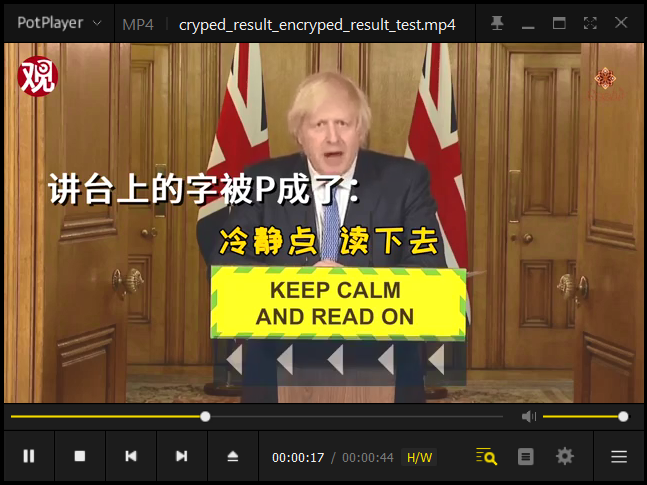 PotPlayer
MP4
cryped_result_encryped_result_test.mp4
观
讲台上的字被P成了:
冷静点 读下去
KEEP CALM
AND READ ON
00:00:17 / 00:00:44 H/W